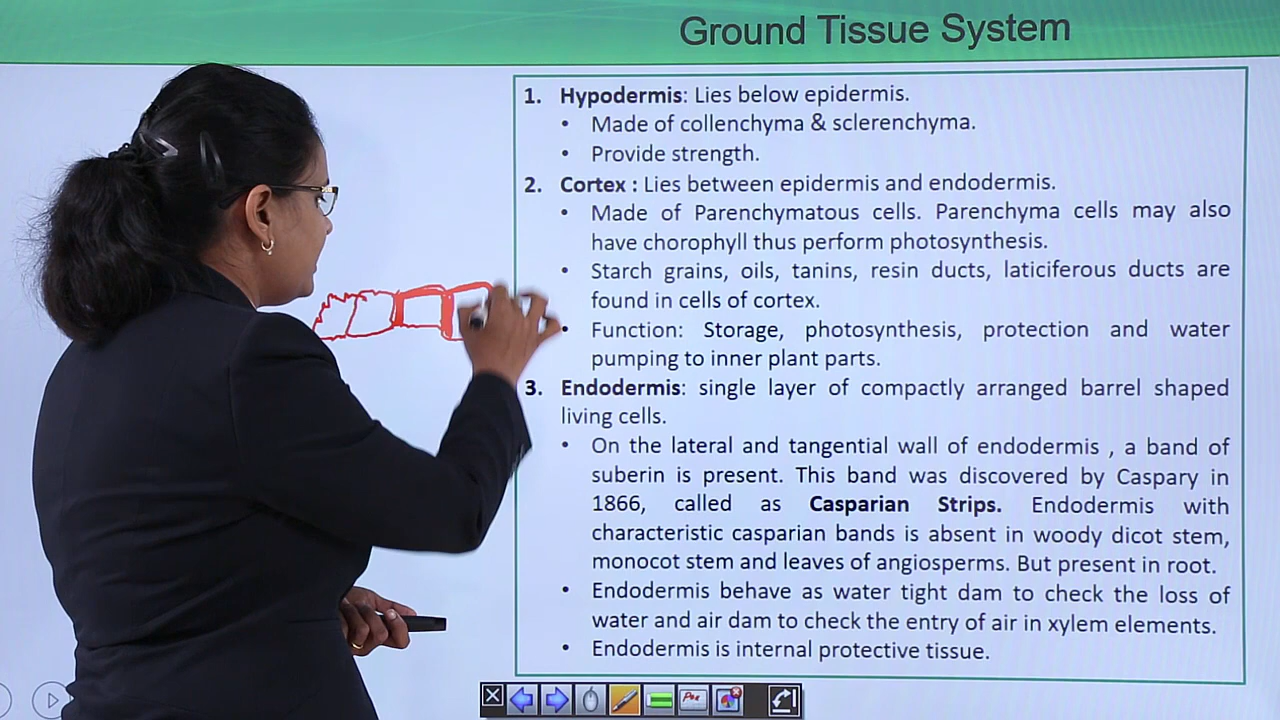 Ground Tissue System
1. Hypodermis: Lies below epidermis.
• Made of collenchyma & sclerenchyma.
• Provide strength.
2. Cortex : Lies between epidermis and endodermis.
• Made of Parenchymatous cells. Parenchyma cells may also
have chorophyll thus perform photosynthesis.
• Starch grains, oils, tanins, resin ducts, laticiferous ducts are
found in cells of cortex.
• Function: Storage, photosynthesis, protection and water
pumping to inner plant parts.
3. Endodermis: single layer of compactly arranged barrel shaped
living cells.
• On the lateral and tangential wall of endodermis , a band of
suberin is present. This band was discovered by Caspary in
1866, called as Casparian Strips. Endodermis with
characteristic casparian bands is absent in woody dicot stem,
monocot stem and leaves of angiosperms. But present in root.
• Endodermis behave as water tight dam to check the loss of
water and air dam to check the entry of air in xylem elements.
• Endodermis is internal protective tissue.